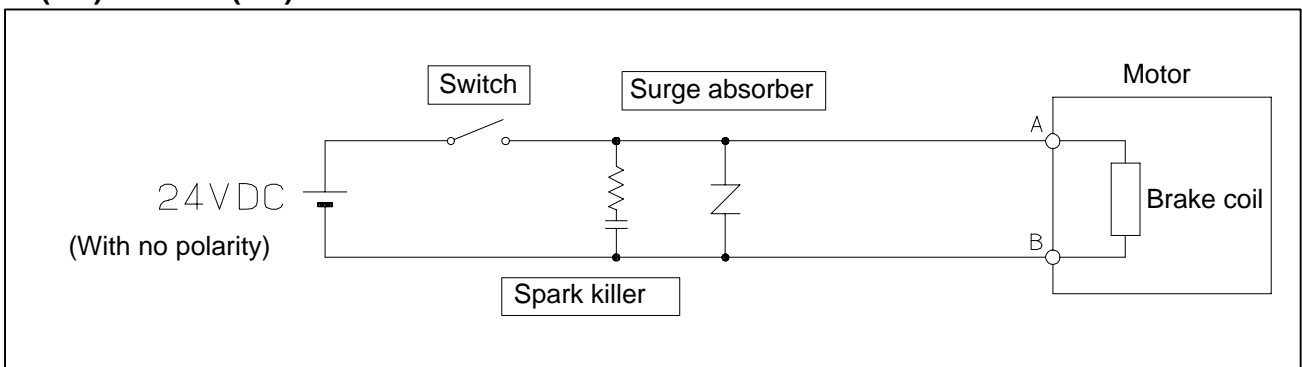 Motor
Switch
Surge absorber
A
24VDC
Brake coil
(With no polarity)
B
Spark killer